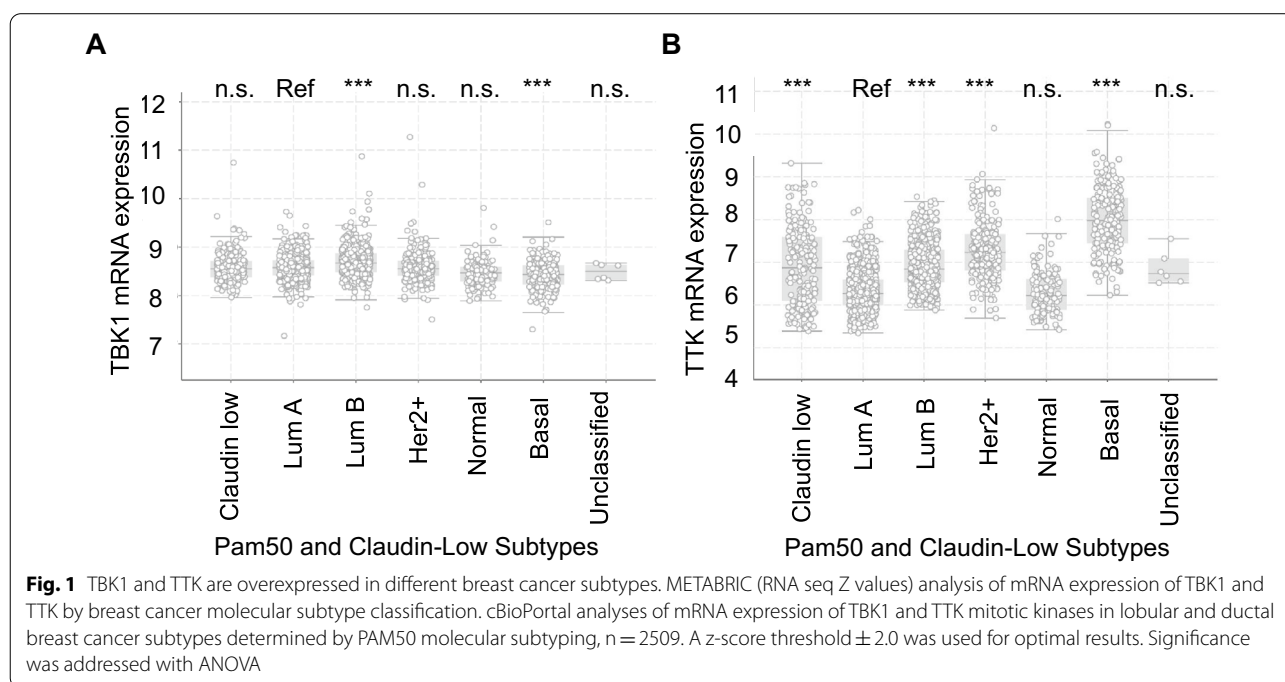 A
n.s. Ref *** n.s. n.s. *** n.s.
TBK1 mRNA expression
12
11
10
9
8
7
Claudin low
Lum A
Lum B
Her2+
Normal
Basal
Unclassified
Pam50 and Claudin-Low Subtypes
B
*** Ref *** *** n.s. *** n.s.
TTK mRNA expression
11
10
9
8
7
6
5
4
Claudin low
Lum A
Lum B
Her2+
Normal
Basal
Unclassified
Pam50 and Claudin-Low Subtypes
Fig. 1 TBK1 and TTK are overexpressed in different breast cancer subtypes. METABRIC (RNA seq Z values) analysis of mRNA expression of TBK1 and
TTK by breast cancer molecular subtype classification. cBioPortal analyses of mRNA expression of TBK1 and TTK mitotic kinases in lobular and ductal
breast cancer subtypes determined by PAM50 molecular subtyping, n = 2509. A z-score threshold ± 2.0 was used for optimal results. Significance
was addressed with ANOVA